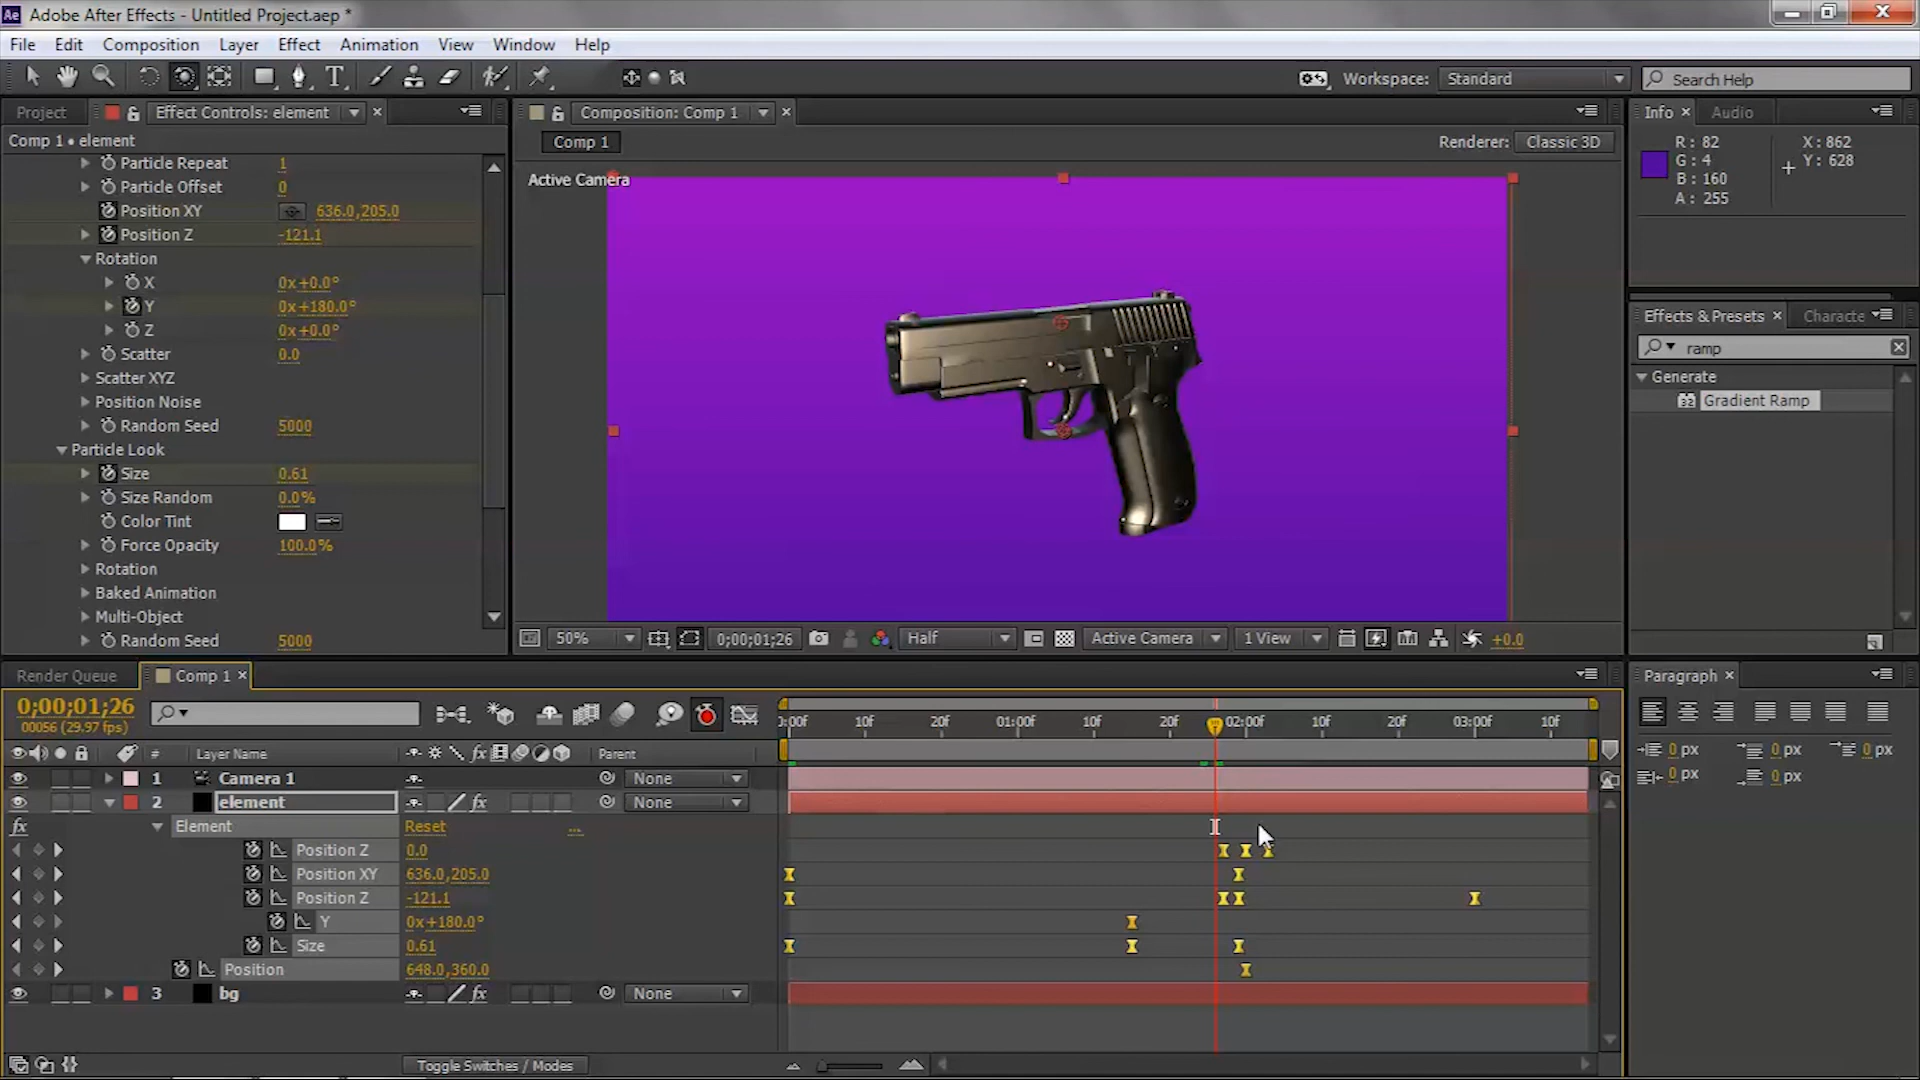 Ae Adobe After Effects - Untitled Project.aep *
File Edit Composition Layer Effect Animation View Window Help
Workspace: Standard Search Help
Project Effect Controls: element Composition: Comp 1 Info Audio
Comp 1 • element
Comp 1 Renderer: Classic 3D
R: 82 X: 862
G: 4 Y: 628
B: 160
A: 255
Active Camera
Particle Repeat 1
Particle Offset 0
Position XY 636.0,205.0
Position Z -121.1
Rotation
X 0x+0.0°
Y 0x+180.0°
Z 0x+0.0°
Scatter 0.0
Scatter XYZ
Position Noise
Random Seed 5000
Particle Look
Size 0.61
Size Random 0.0%
Color Tint
Force Opacity 100.0%
Rotation
Baked Animation
Multi-Object
Random Seed 5000
Effects & Presets Characte
ramp
Generate
32 Gradient Ramp
50% 0;00;01;26 Half Active Camera 1 View +0.0
Render Queue Comp 1 Paragraph
0;00;01;26
00056 (29.97 fps)
):00f 10f 20f 01:00f 10f 20f 02:00f 10f 20f 03:00f 10f
# Layer Name fx Parent
1 Camera 1 None
2 element fx None
fx Element Reset ...
Position Z 0.0
Position XY 636.0,205.0
Position Z -121.1
Y 0x+180.0°
Size 0.61
Position 648.0,360.0
3 bg fx None
0 px 0 px 0 px
0 px 0 px
Toggle Switches / Modes